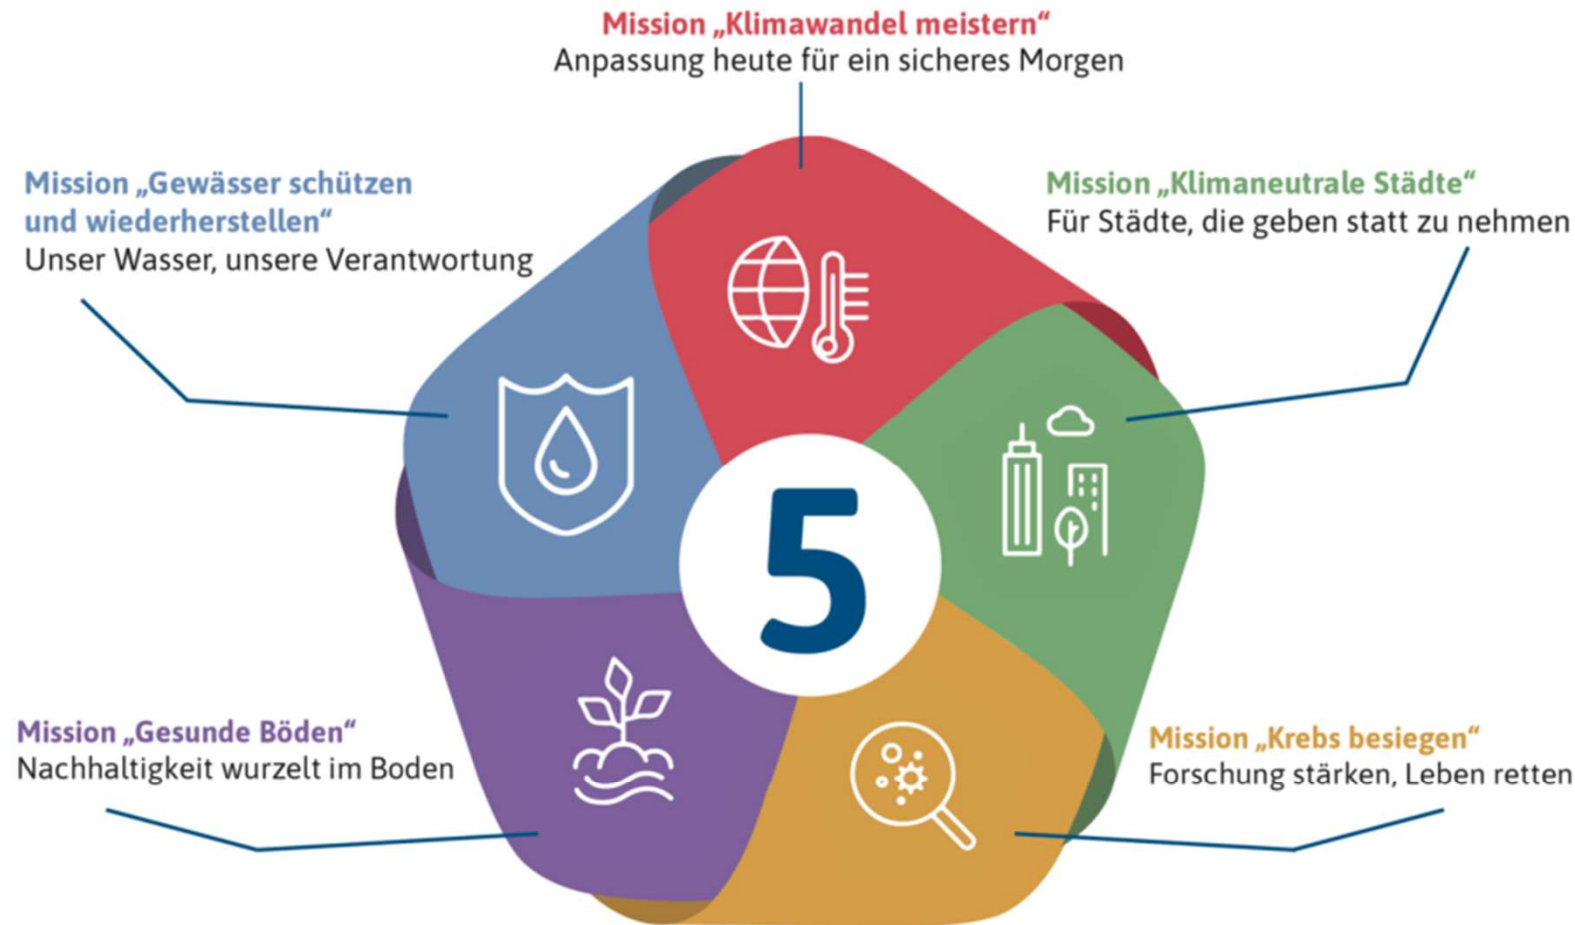 Mission „Klimawandel meistern“
Anpassung heute für ein sicheres Morgen
Mission „Gewässer schützen
und wiederherstellen“
Unser Wasser, unsere Verantwortung
Mission „Klimaneutrale Städte“
Für Städte, die geben statt zu nehmen
5
Mission „Gesunde Böden“
Nachhaltigkeit wurzelt im Boden
Mission „Krebs besiegen“
Forschung stärken, Leben retten